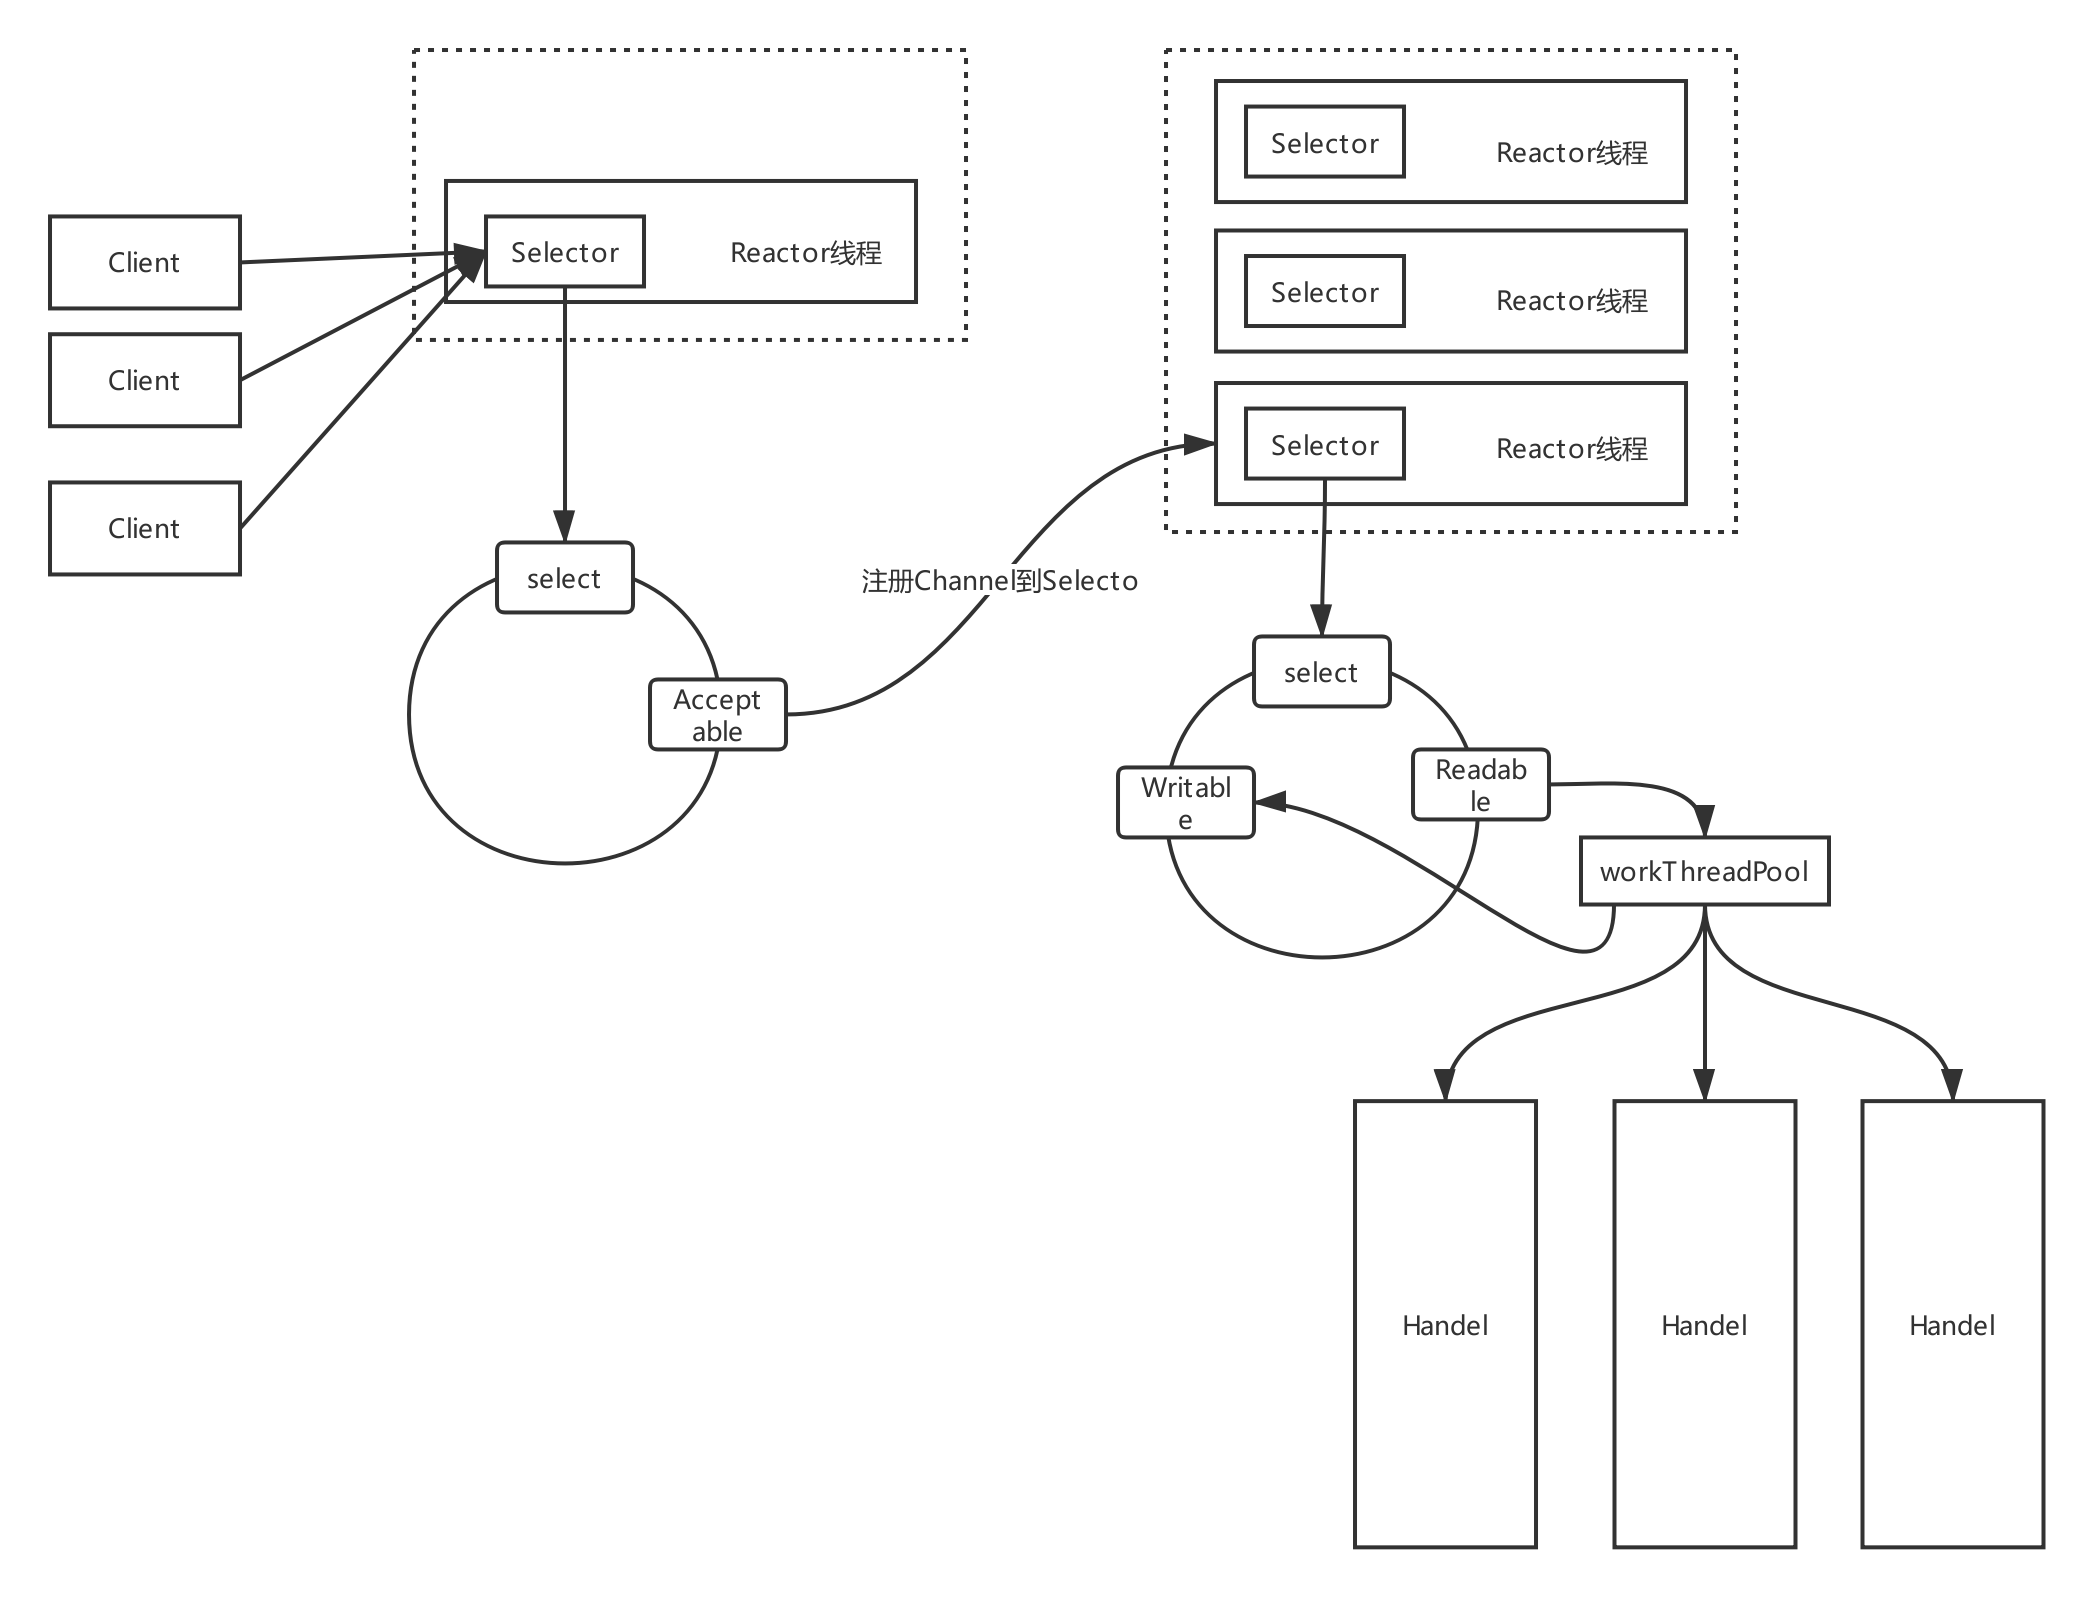 Client
Client
Client
Selector
Reactor线程
select
Accept
able
注册Channel到Selecto
Selector
Reactor线程
Selector
Reactor线程
Selector
Reactor线程
select
Readab
le
Writabl
e
workThreadPool
Handel
Handel
Handel